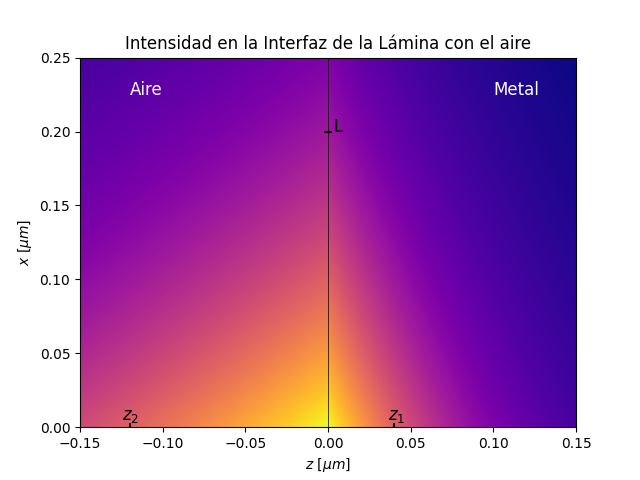 Intensidad en la Interfaz de la Lámina con el aire
0.25
Aire
Metal
0.20
L
0.15
x [μm]
0.10
0.05
0.00
z₂
z₁
−0.15 −0.10 −0.05 0.00 0.05 0.10 0.15
z [μm]